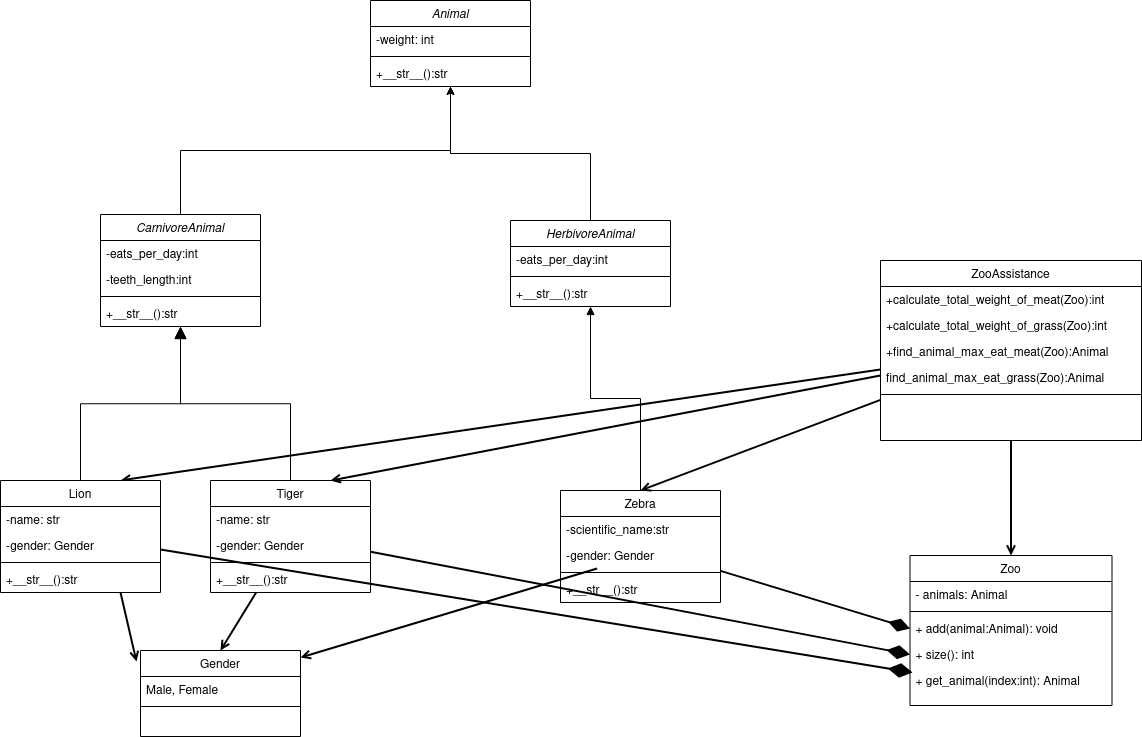 Animal
-weight: int
+__str__():str
CarnivoreAnimal
-eats_per_day:int
-teeth_length:int
+__str__():str
HerbivoreAnimal
-eats_per_day:int
+__str__():str
ZooAssistance
+calculate_total_weight_of_meat(Zoo):int
+calculate_total_weight_of_grass(Zoo):int
+find_animal_max_eat_meat(Zoo):Animal
find_animal_max_eat_grass(Zoo):Animal
Lion
-name: str
-gender: Gender
+__str__():str
Tiger
-name: str
-gender: Gender
+__str__():str
Zebra
-scientific_name:str
-gender: Gender
+__str__():str
Zoo
- animals: Animal
+ add(animal:Animal): void
+ size(): int
+ get_animal(index:int): Animal
Gender
Male, Female